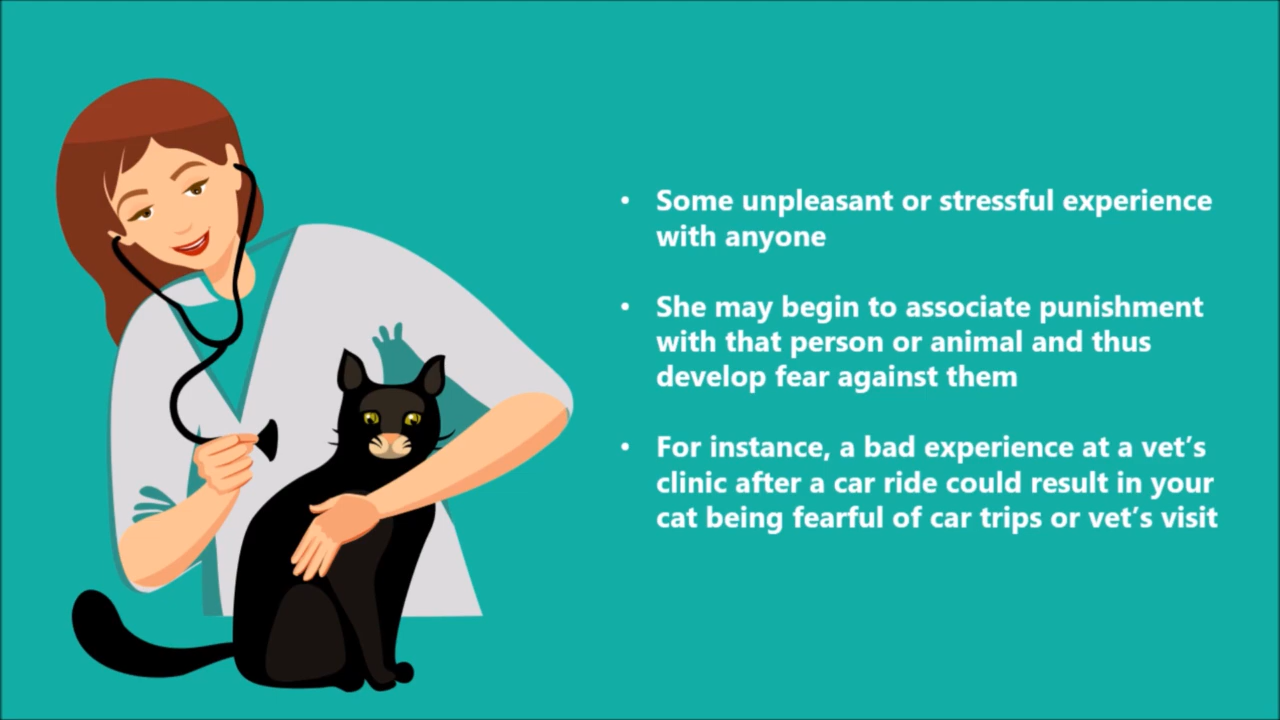 • Some unpleasant or stressful experience
with anyone
• She may begin to associate punishment
with that person or animal and thus
develop fear against them
• For instance, a bad experience at a vet’s
clinic after a car ride could result in your
cat being fearful of car trips or vet’s visit